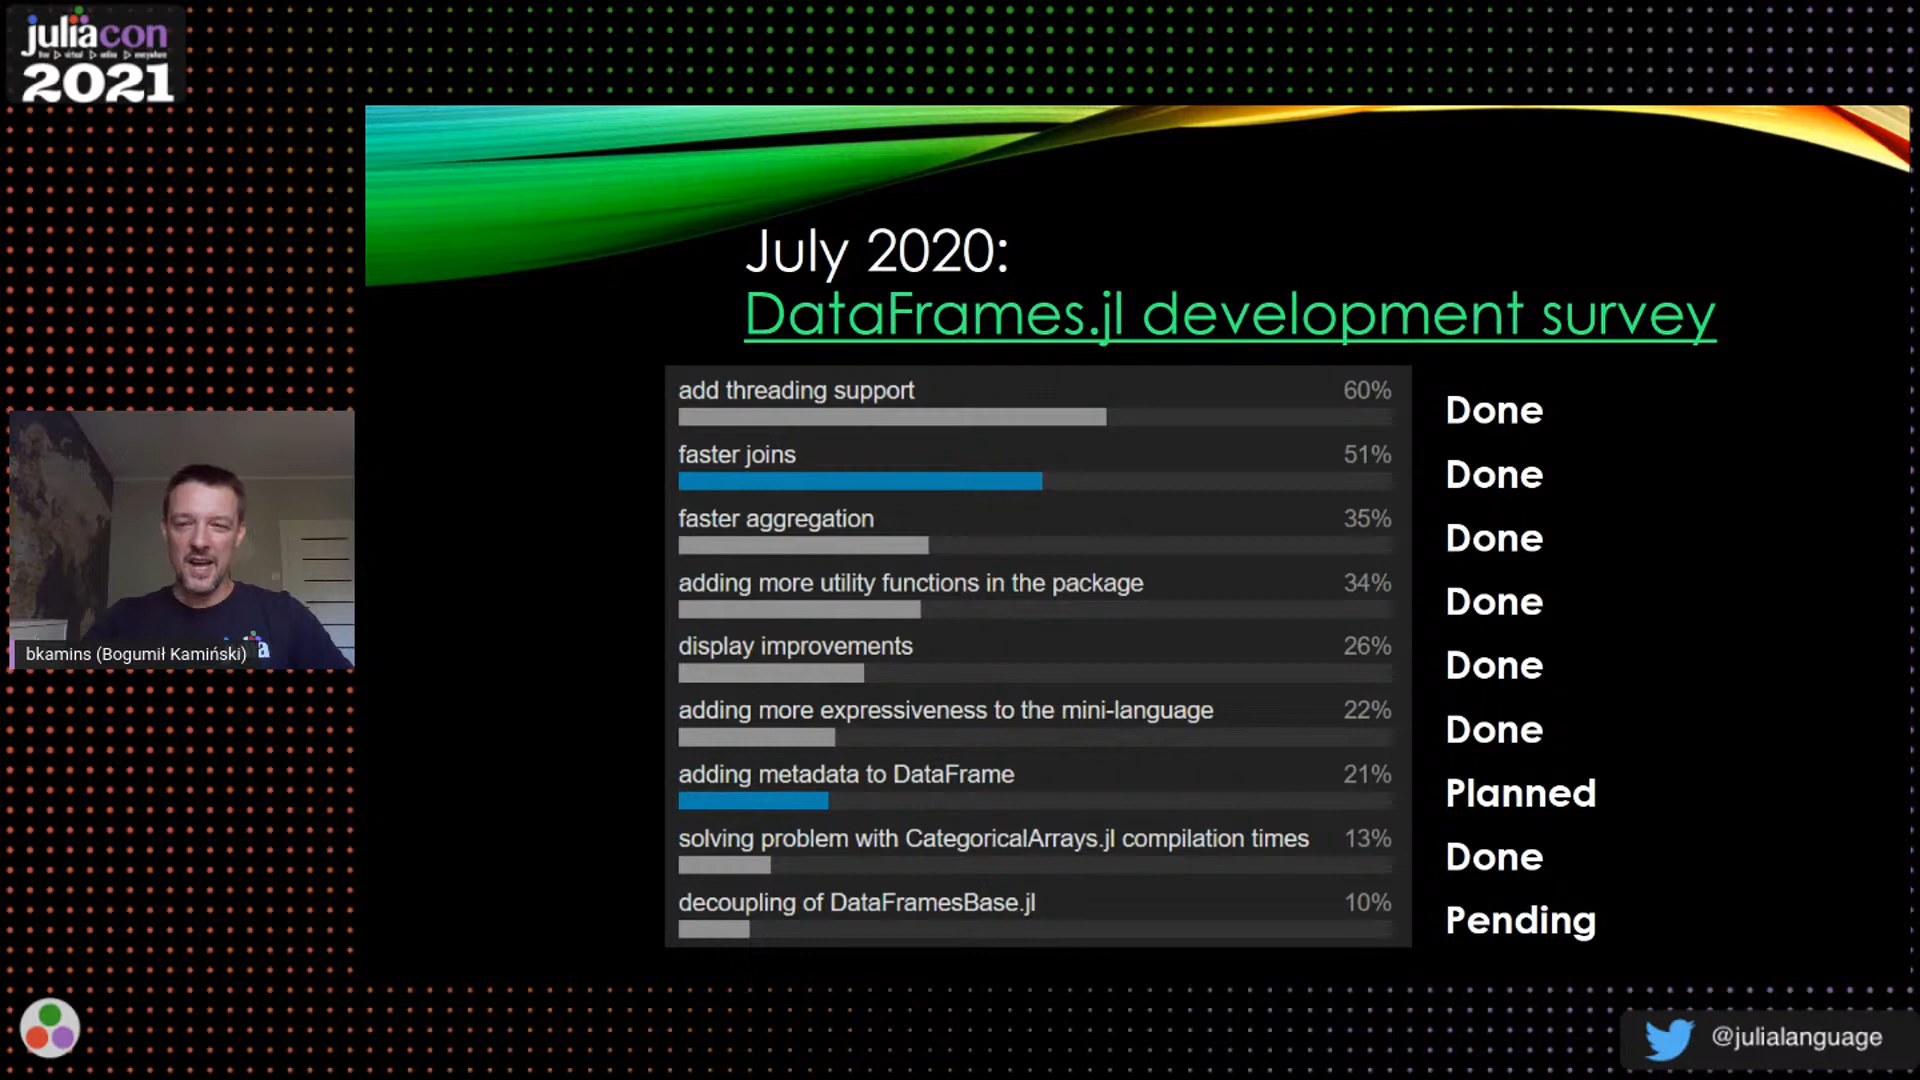 juliacon
2021
July 2020:
DataFrames.jl development survey
add threading support 60% Done
faster joins 51% Done
faster aggregation 35% Done
adding more utility functions in the package 34% Done
display improvements 26% Done
adding more expressiveness to the mini-language 22% Done
adding metadata to DataFrame 21% Planned
solving problem with CategoricalArrays.jl compilation times 13% Done
decoupling of DataFramesBase.jl 10% Pending
bkamins (Bogumił Kamiński)
@julialanguage